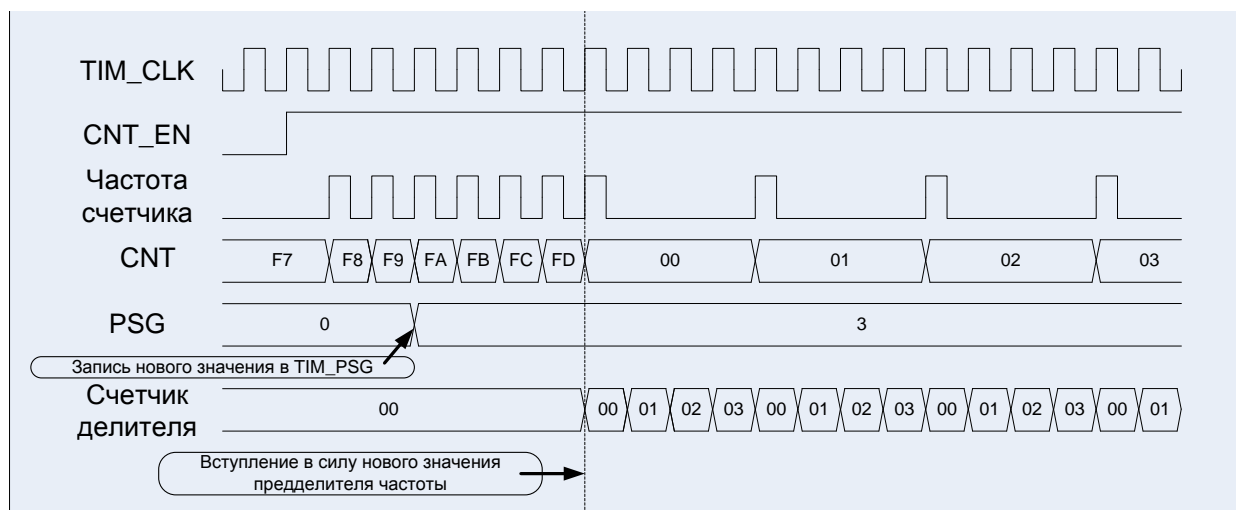 TIM_CLK
CNT_EN
Частота
счетчика
CNT F7 F8 F9 FA FB FC FD 00 01 02 03
PSG 0 3
Запись нового значения в TIM_PSG
Счетчик
делителя
00 00 01 02 03 00 01 02 03 00 01 02 03 00 01
Вступление в силу нового значения
предделителя частоты